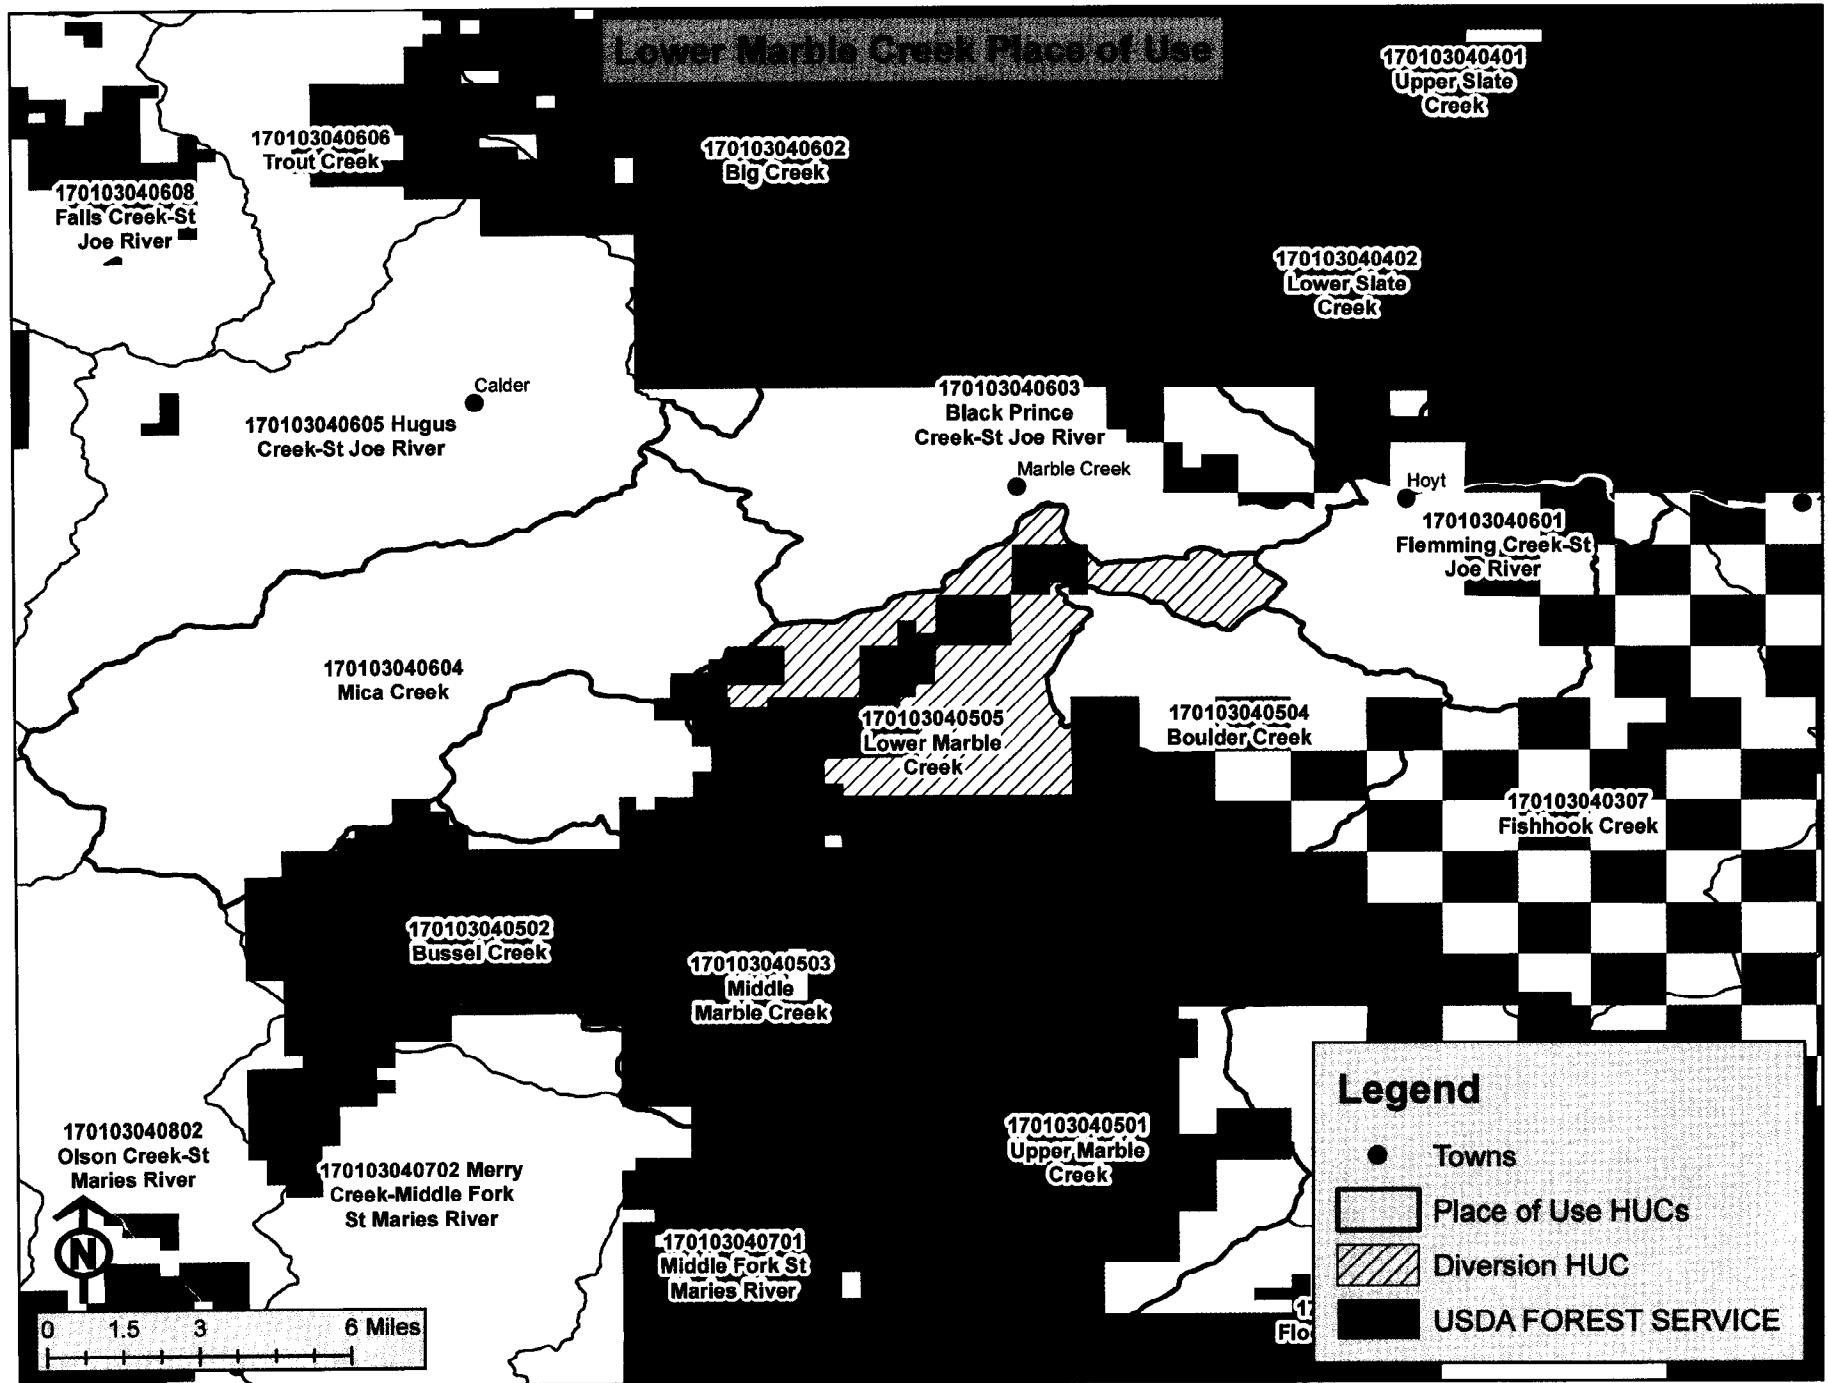 Lower Marble Creek Place of Use
170103040401
Upper Slate
Creek
170103040606
Trout Creek
170103040602
Big Creek
170103040608
Falls Creek-St
Joe River
170103040402
Lower Slate
Creek
Calder
170103040605 Hugus
Creek-St Joe River
170103040603
Black Prince
Creek-St Joe River
Marble Creek
Hoyt
170103040601
Flemming Creek-St
Joe River
170103040604
Mica Creek
170103040505
Lower Marble
Creek
170103040504
Boulder Creek
170103040307
Fishhook Creek
170103040502
Bussel Creek
170103040503
Middle
Marble Creek
170103040802
Olson Creek-St
Maries River
170103040702 Merry
Creek-Middle Fork
St Maries River
170103040501
Upper Marble
Creek
170103040701
Middle Fork St
Maries River
17
Flo
N
0 1.5 3 6 Miles
Legend
Towns
Place of Use HUCs
Diversion HUC
USDA FOREST SERVICE